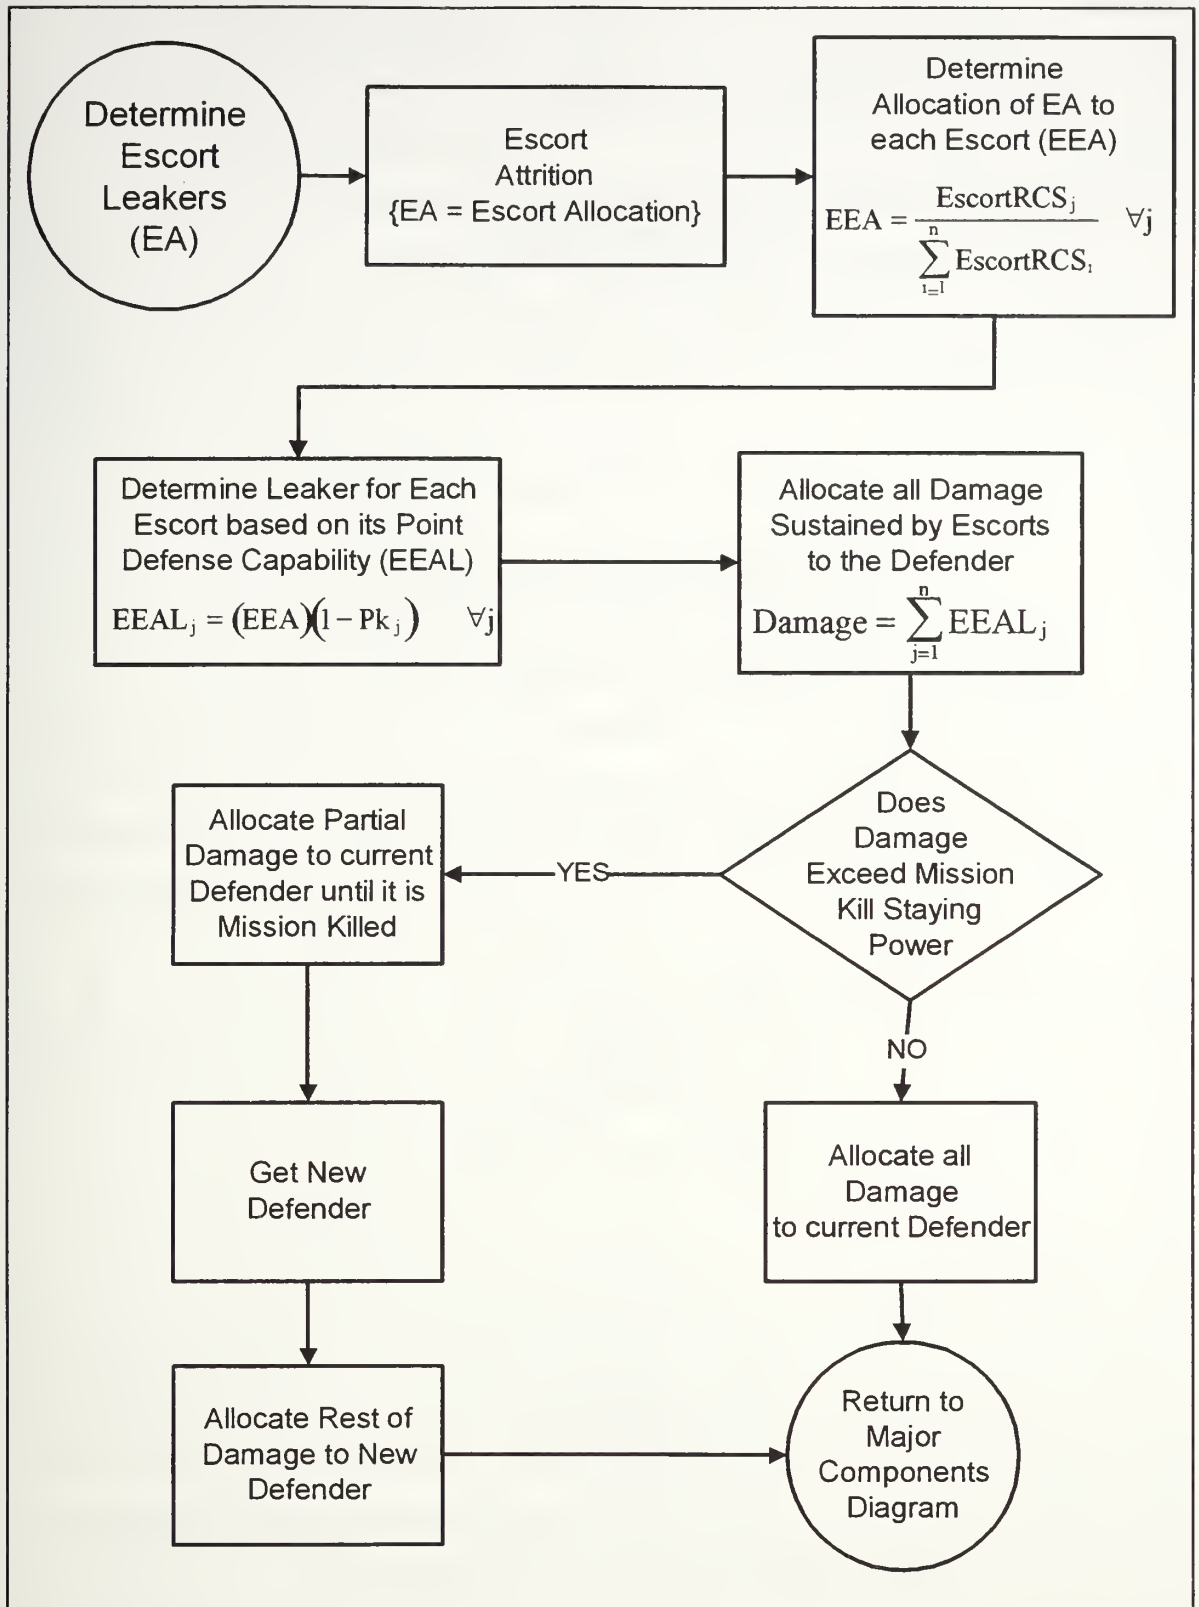 Determine
Escort
Leakers
(EA)
Escort
Attrition
{EA = Escort Allocation}
Determine
Allocation of EA to
each Escort (EEA)
EEA = EscortRCS_j / ∑_{i=1}^{n} EscortRCS_i ∀j
Determine Leaker for Each
Escort based on its Point
Defense Capability (EEAL)
EEAL_j = (EEA)(1 − Pk_j) ∀j
Allocate all Damage
Sustained by Escorts
to the Defender
Damage = ∑_{j=1}^{n} EEAL_j
Does
Damage
Exceed Mission
Kill Staying
Power
YES
Allocate Partial
Damage to current
Defender until it is
Mission Killed
NO
Get New
Defender
Allocate all
Damage
to current Defender
Allocate Rest of
Damage to New
Defender
Return to
Major
Components
Diagram